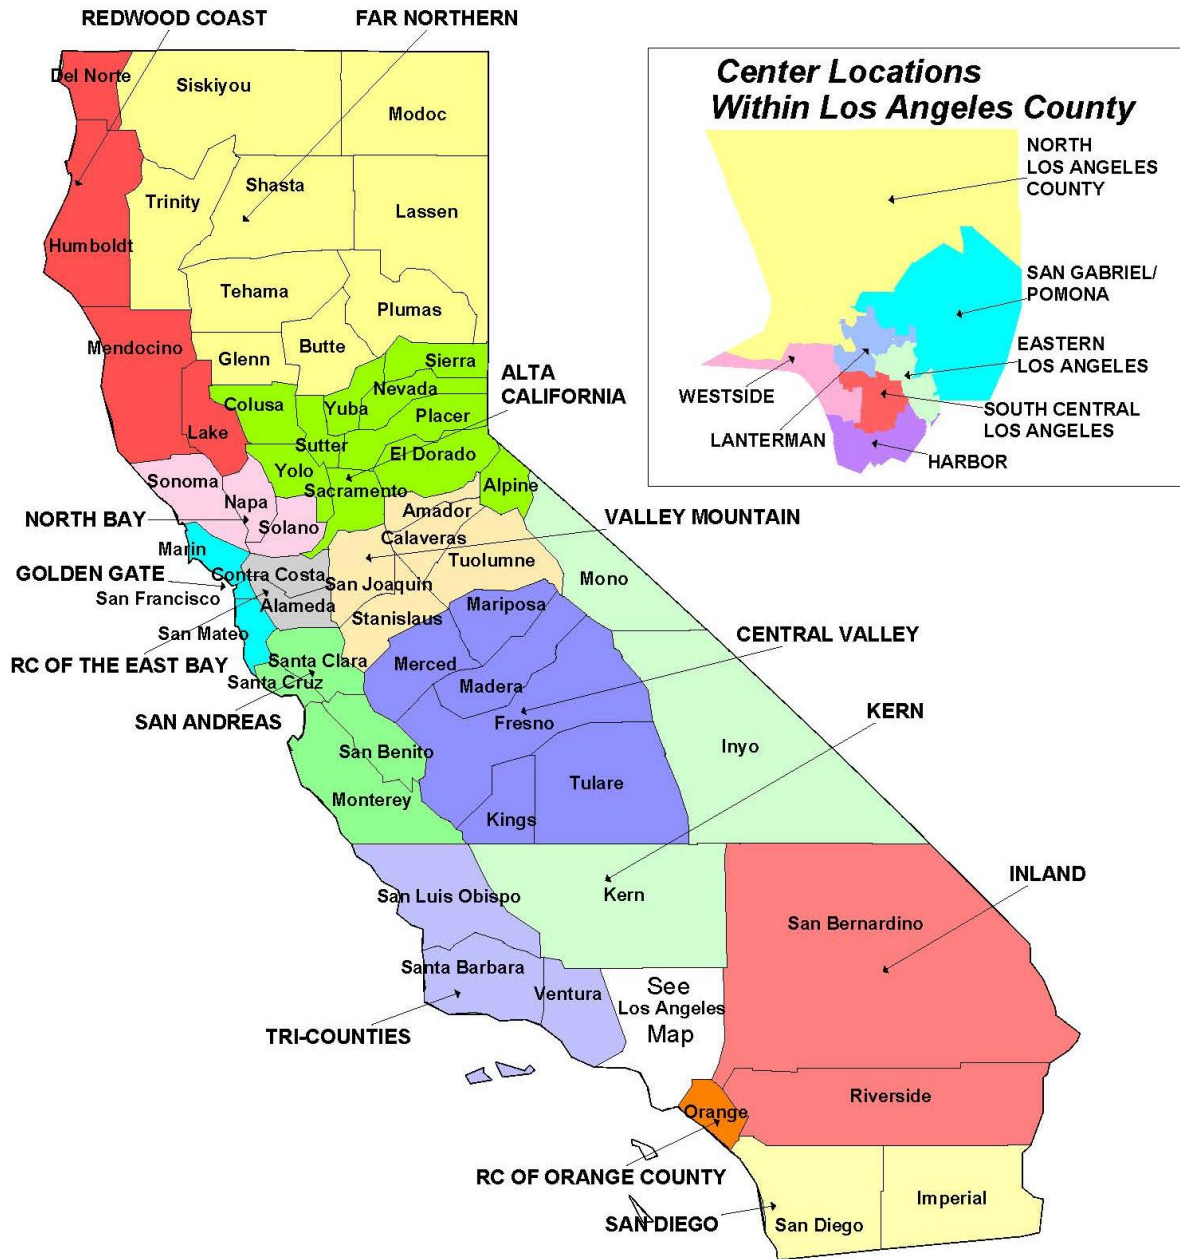 REDWOOD COAST
FAR NORTHERN
Center Locations
Within Los Angeles County
NORTH
LOS ANGELES
COUNTY
SAN GABRIEL/
POMONA
EASTERN
LOS ANGELES
WESTSIDE
SOUTH CENTRAL
LOS ANGELES
LANTERMAN
HARBOR
Del Norte
Siskiyou
Modoc
Shasta
Trinity
Lassen
Humboldt
Tehama
Plumas
Mendocino
Butte
Glenn
Sierra
ALTA
CALIFORNIA
Nevada
Colusa
Yuba
Placer
Lake
Sutter
El Dorado
Yolo
Sonoma
Sacramento
Alpine
Napa
Amador
NORTH BAY
Solano
VALLEY MOUNTAIN
Calaveras
Marin
Tuolumne
GOLDEN GATE
Contra Costa
San Joaquin
Mono
San Francisco
Alameda
Mariposa
Stanislaus
San Mateo
CENTRAL VALLEY
RC OF THE EAST BAY
Santa Clara
Merced
Santa Cruz
Madera
SAN ANDREAS
Fresno
KERN
San Benito
Inyo
Tulare
Monterey
Kings
INLAND
San Luis Obispo
Kern
San Bernardino
Santa Barbara
Ventura
See
Los Angeles
Map
TRI-COUNTIES
Riverside
Orange
RC OF ORANGE COUNTY
Imperial
SAN DIEGO
San Diego